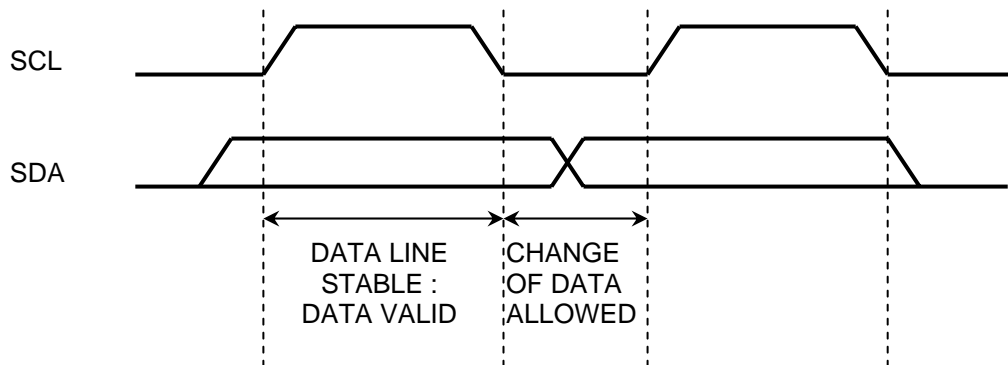 SCL
SDA
DATA LINE
STABLE :
DATA VALID
CHANGE
OF DATA
ALLOWED